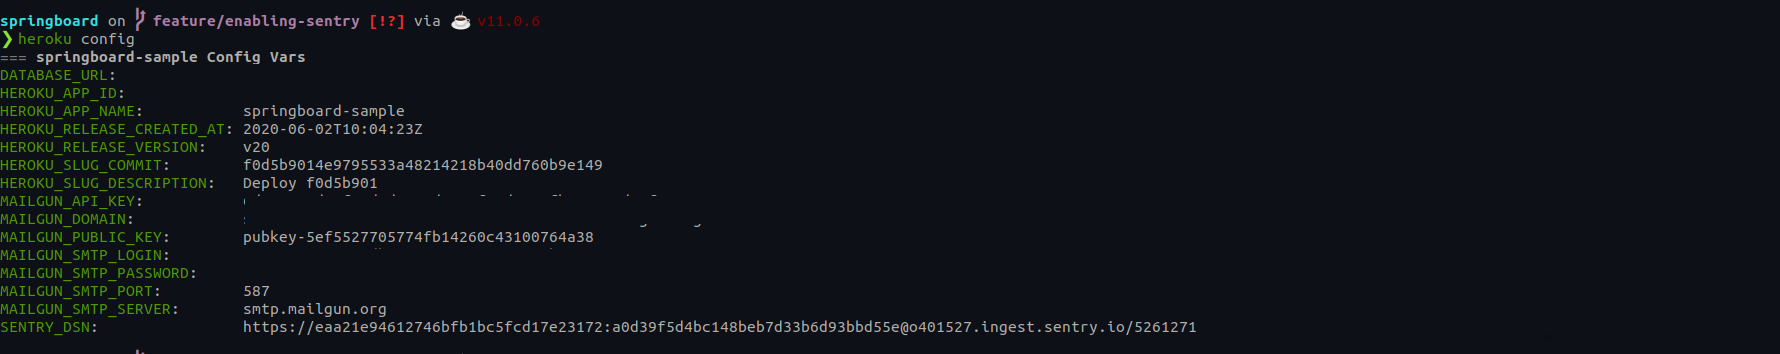 springboard on feature/enabling-sentry [!?] via ☕ v11.0.6
❯ heroku config
=== springboard-sample Config Vars
DATABASE_URL:
HEROKU_APP_ID:
HEROKU_APP_NAME: springboard-sample
HEROKU_RELEASE_CREATED_AT: 2020-06-02T10:04:23Z
HEROKU_RELEASE_VERSION: v20
HEROKU_SLUG_COMMIT: f0d5b9014e9795533a48214218b40dd760b9e149
HEROKU_SLUG_DESCRIPTION: Deploy f0d5b901
MAILGUN_API_KEY:
MAILGUN_DOMAIN:
MAILGUN_PUBLIC_KEY: pubkey-5ef5527705774fb14260c43100764a38
MAILGUN_SMTP_LOGIN:
MAILGUN_SMTP_PASSWORD:
MAILGUN_SMTP_PORT: 587
MAILGUN_SMTP_SERVER: smtp.mailgun.org
SENTRY_DSN: https://eaa21e94612746bfb1bc5fcd17e23172:a0d39f5d4bc148beb7d33b6d93bbd55e@o401527.ingest.sentry.io/5261271